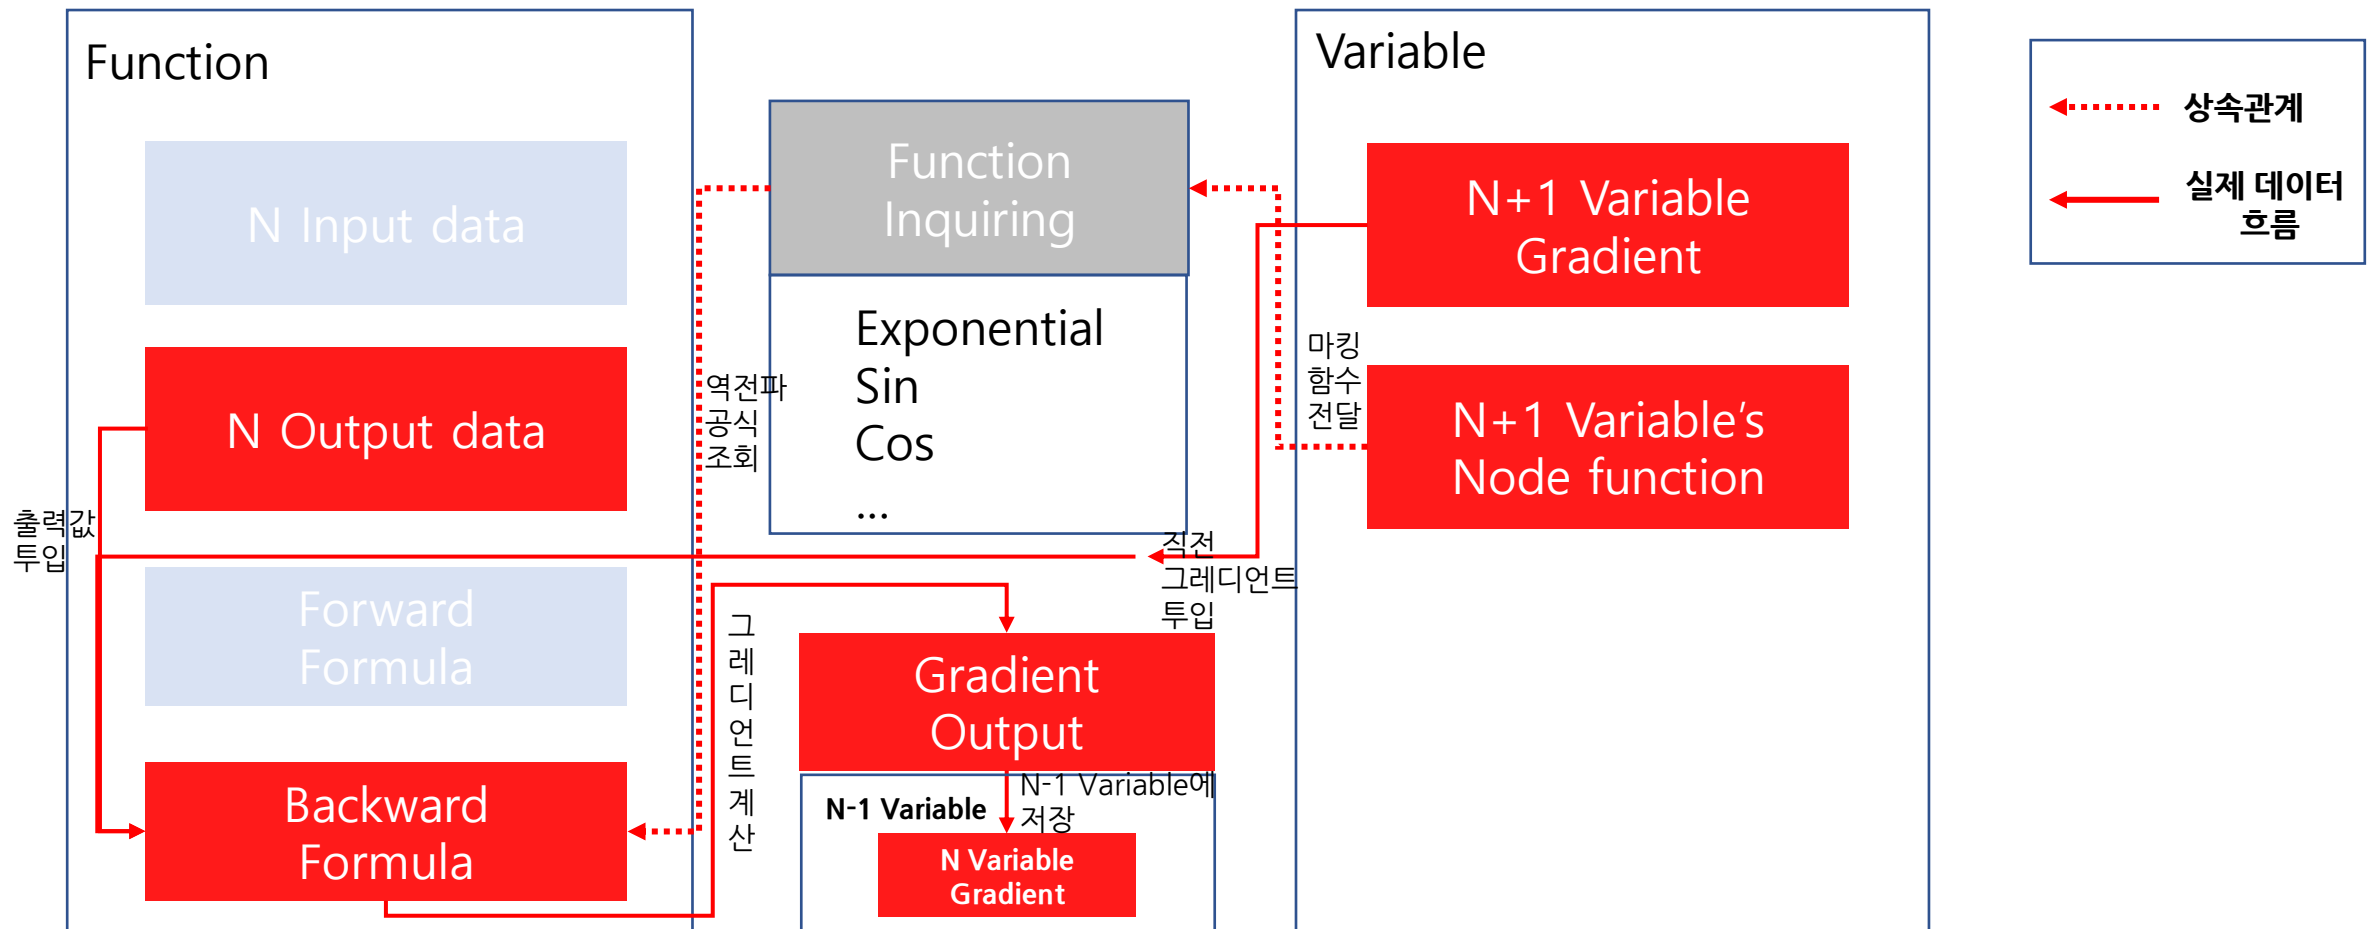 Function
N Input data
N Output data
Forward
Formula
Backward
Formula
출력값
투입
역전파
공식
조회
Function
Inquiring
Exponential
Sin
Cos
...
그
레
디
언
트
계
산
직전
그레디언트
투입
Gradient
Output
N-1 Variable에
저장
N-1 Variable
N Variable
Gradient
Variable
N+1 Variable
Gradient
마킹
함수
전달
N+1 Variable's
Node function
상속관계
실제 데이터
흐름